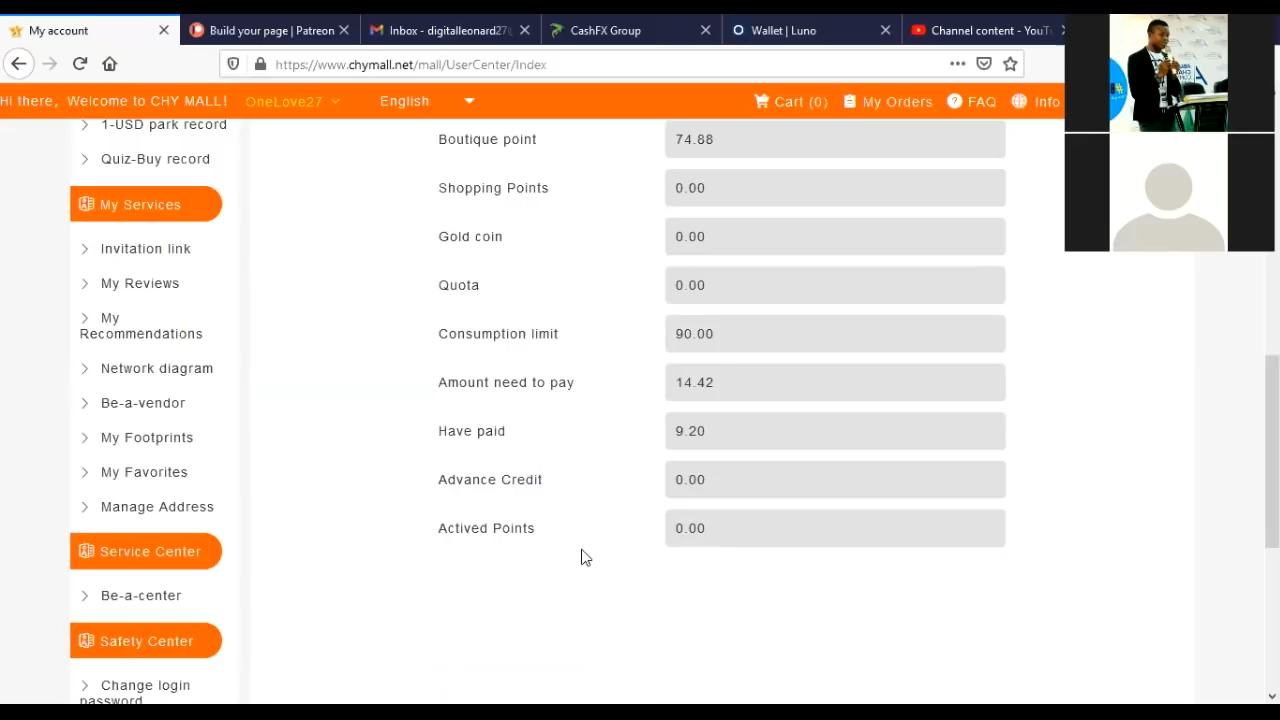 My account
Build your page | Patreon
Inbox - digitalleonard27@
CashFX Group
Wallet | Luno
Channel content - YouT
https://www.chymall.net/mall/UserCenter/Index
Hi there, Welcome to CHY MALL!
OneLove27
English
Cart (0)
My Orders
FAQ
Info
1-USD park record
Quiz-Buy record
My Services
Invitation link
My Reviews
My
Recommendations
Network diagram
Be-a-vendor
My Footprints
My Favorites
Manage Address
Service Center
Be-a-center
Safety Center
Change login
password
Boutique point 74.88
Shopping Points 0.00
Gold coin 0.00
Quota 0.00
Consumption limit 90.00
Amount need to pay 14.42
Have paid 9.20
Advance Credit 0.00
Actived Points 0.00